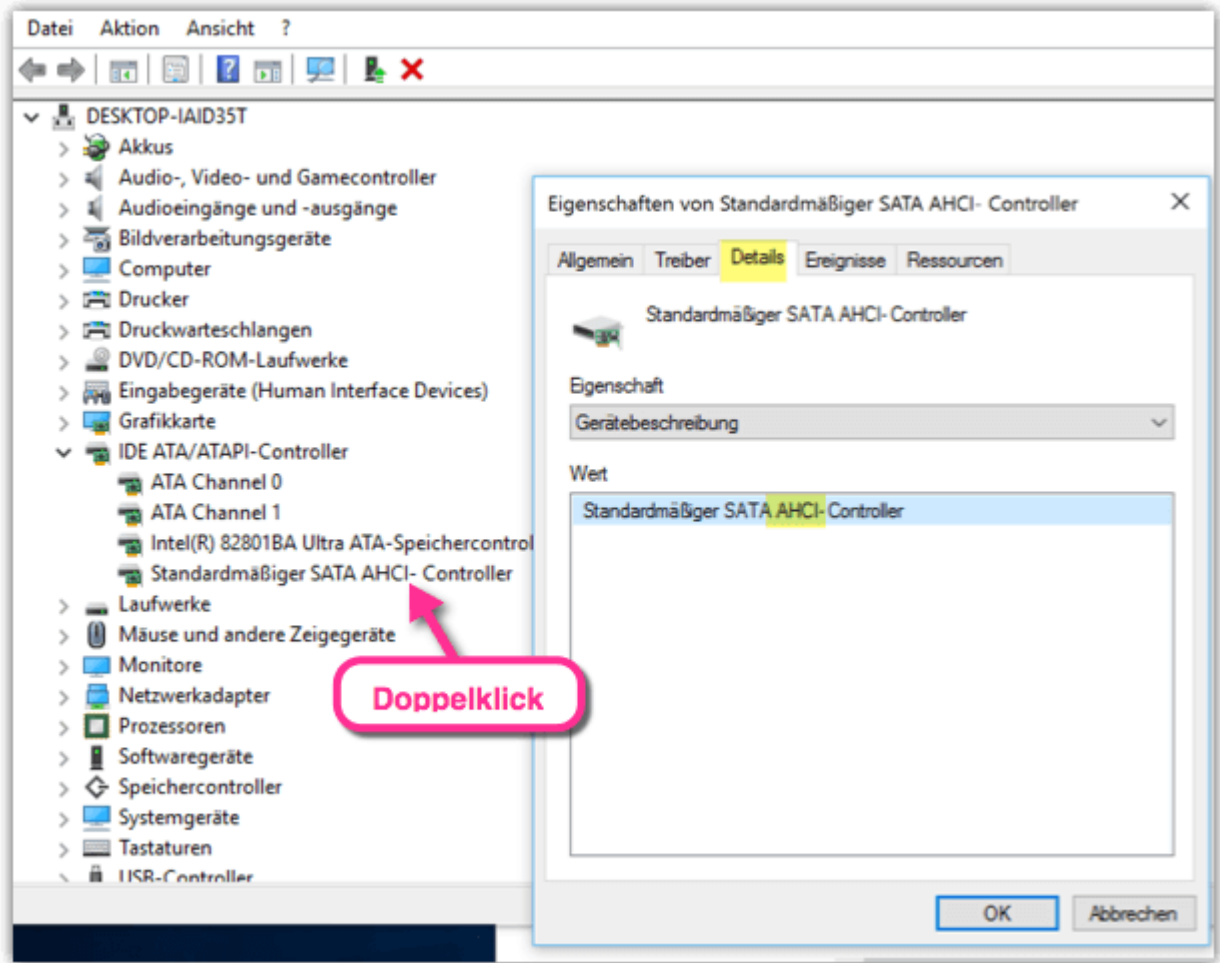 Datei Aktion Ansicht ?
DESKTOP-IAID35T
Akkus
Audio-, Video- und Gamecontroller
Audioeingänge und -ausgänge
Bildverarbeitungsgeräte
Computer
Drucker
Druckwarteschlangen
DVD/CD-ROM-Laufwerke
Eingabegeräte (Human Interface Devices)
Grafikkarte
IDE ATA/ATAPI-Controller
ATA Channel 0
ATA Channel 1
Intel(R) 82801BA Ultra ATA-Speichercontrol
Standardmäßiger SATA AHCI- Controller
Laufwerke
Mäuse und andere Zeigegeräte
Monitore
Netzwerkadapter
Prozessoren
Softwaregeräte
Speichercontroller
Systemgeräte
Tastaturen
USB-Controller
Doppelklick
Eigenschaften von Standardmäßiger SATA AHCI- Controller
Allgemein Treiber Details Ereignisse Ressourcen
Standardmäßiger SATA AHCI- Controller
Eigenschaft
Gerätebeschreibung
Wert
Standardmäßiger SATA AHCI- Controller
OK Abbrechen